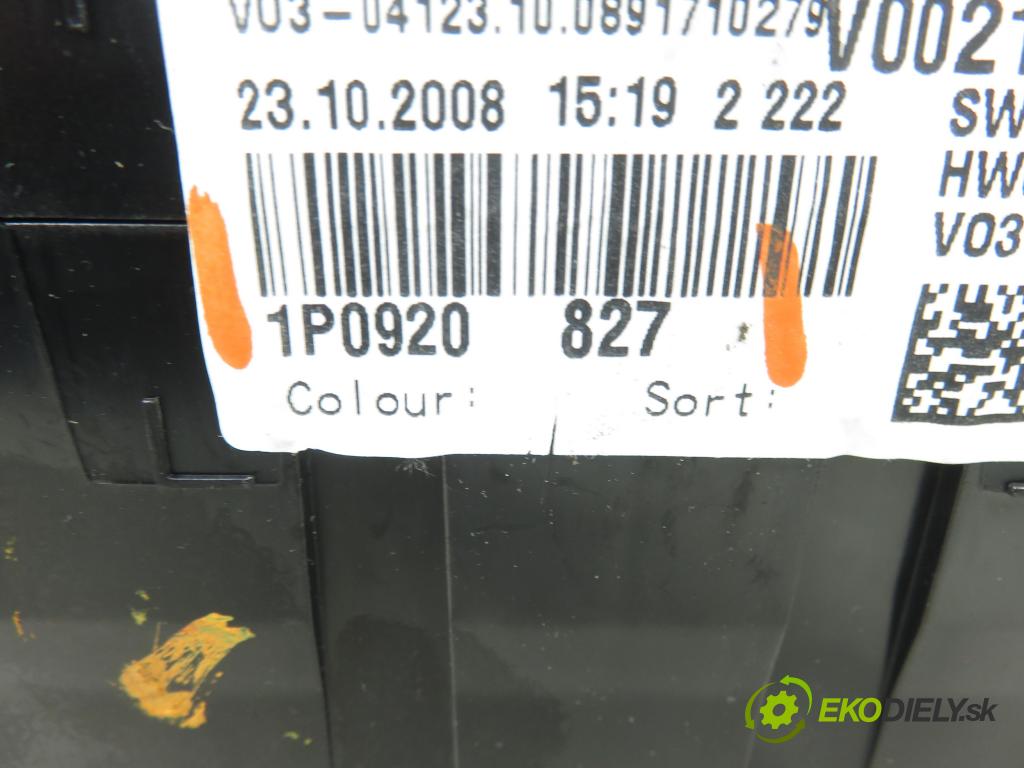 V03-04123.10.0891710279
V0021
23.10.2008 15:19 2 222
SW
HW
V03
1P0920 827
Colour: Sort:
EKODIELY.sk